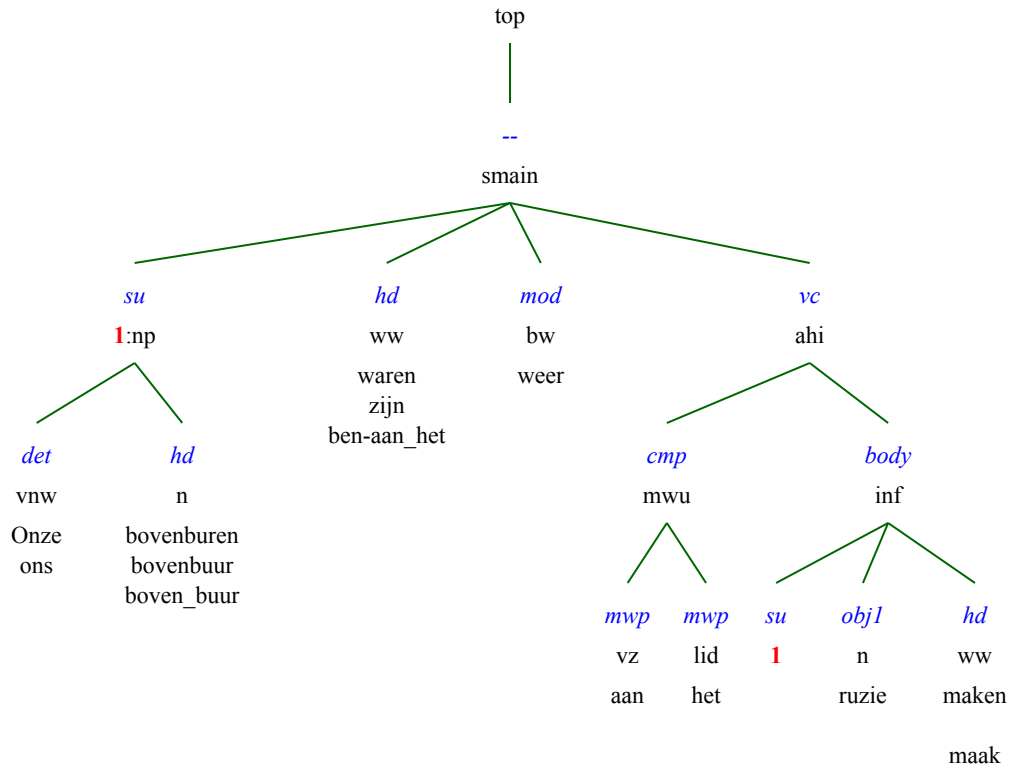 top
--
smain
su hd mod vc
1:np ww bw ahi
waren weer
zijn
ben-aan_het
det hd cmp body
vnw n mwu inf
Onze bovenburen
ons bovenbuur
boven_buur
mwp mwp su obj1 hd
vz lid 1 n ww
aan het ruzie maken
maak